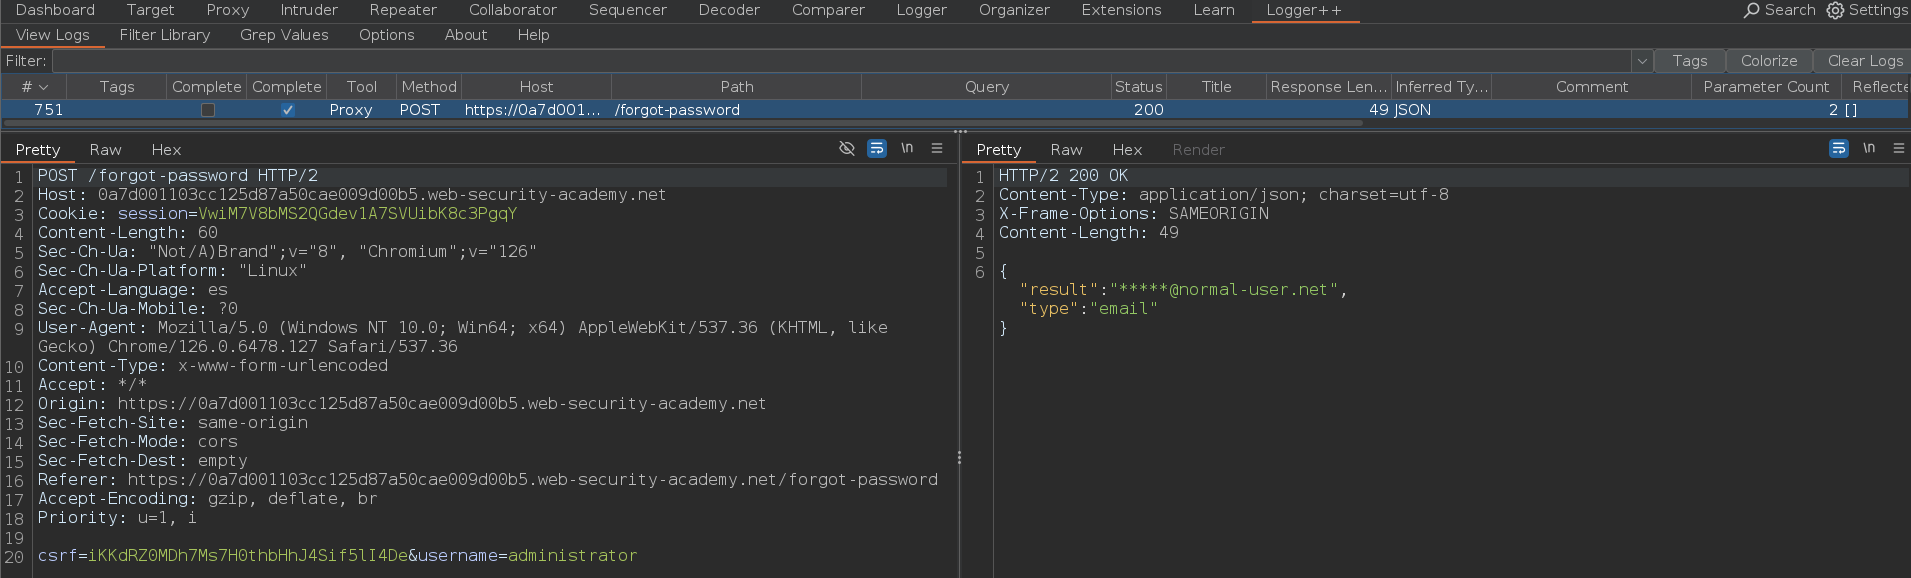 Dashboard Target Proxy Intruder Repeater Collaborator Sequencer Decoder Comparer Logger Organizer Extensions Learn Logger++ Search Settings
View Logs Filter Library Grep Values Options About Help
Filter: Tags Colorize Clear Logs
# Tags Complete Complete Tool Method Host Path Query Status Title Response Len... Inferred Ty... Comment Parameter Count Reflecte
751 Proxy POST https://0a7d001... /forgot-password 200 49 JSON 2 []
Pretty Raw Hex \n
1 POST /forgot-password HTTP/2
2 Host: 0a7d001103cc125d87a50cae009d00b5.web-security-academy.net
3 Cookie: session=VwiM7V8bMS2QGdev1A7SVUibK8c3PgqY
4 Content-Length: 60
5 Sec-Ch-Ua: "Not/A)Brand";v="8", "Chromium";v="126"
6 Sec-Ch-Ua-Platform: "Linux"
7 Accept-Language: es
8 Sec-Ch-Ua-Mobile: ?0
9 User-Agent: Mozilla/5.0 (Windows NT 10.0; Win64; x64) AppleWebKit/537.36 (KHTML, like
Gecko) Chrome/126.0.6478.127 Safari/537.36
10 Content-Type: x-www-form-urlencoded
11 Accept: */*
12 Origin: https://0a7d001103cc125d87a50cae009d00b5.web-security-academy.net
13 Sec-Fetch-Site: same-origin
14 Sec-Fetch-Mode: cors
15 Sec-Fetch-Dest: empty
16 Referer: https://0a7d001103cc125d87a50cae009d00b5.web-security-academy.net/forgot-password
17 Accept-Encoding: gzip, deflate, br
18 Priority: u=1, i
19
20 csrf=iKKdRZ0MDh7Ms7H0thbHhJ4Sif5lI4De&username=administrator
Pretty Raw Hex Render \n
1 HTTP/2 200 OK
2 Content-Type: application/json; charset=utf-8
3 X-Frame-Options: SAMEORIGIN
4 Content-Length: 49
5
6 {
"result":"*****@normal-user.net",
"type":"email"
}